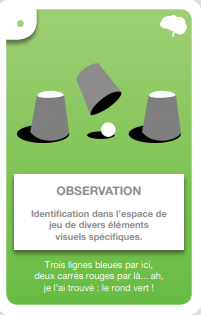 OBSERVATION
Identification dans l'espace de
jeu de divers éléments
visuels spécifiques.
Trois lignes bleues par ici,
deux carrés rouges par là... ah,
je l'ai trouvé : le rond vert !